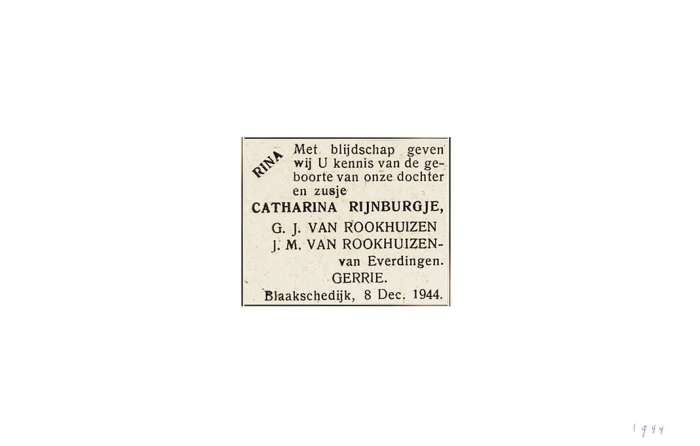 RINA
Met blijdschap geven
wij U kennis van de ge-
boorte van onze dochter
en zusje
CATHARINA RIJNBURGJE,
G. J. VAN ROOKHUIZEN
J. M. VAN ROOKHUIZEN-
van Everdingen.
GERRIE.
Blaakschedijk, 8 Dec. 1944.
1944